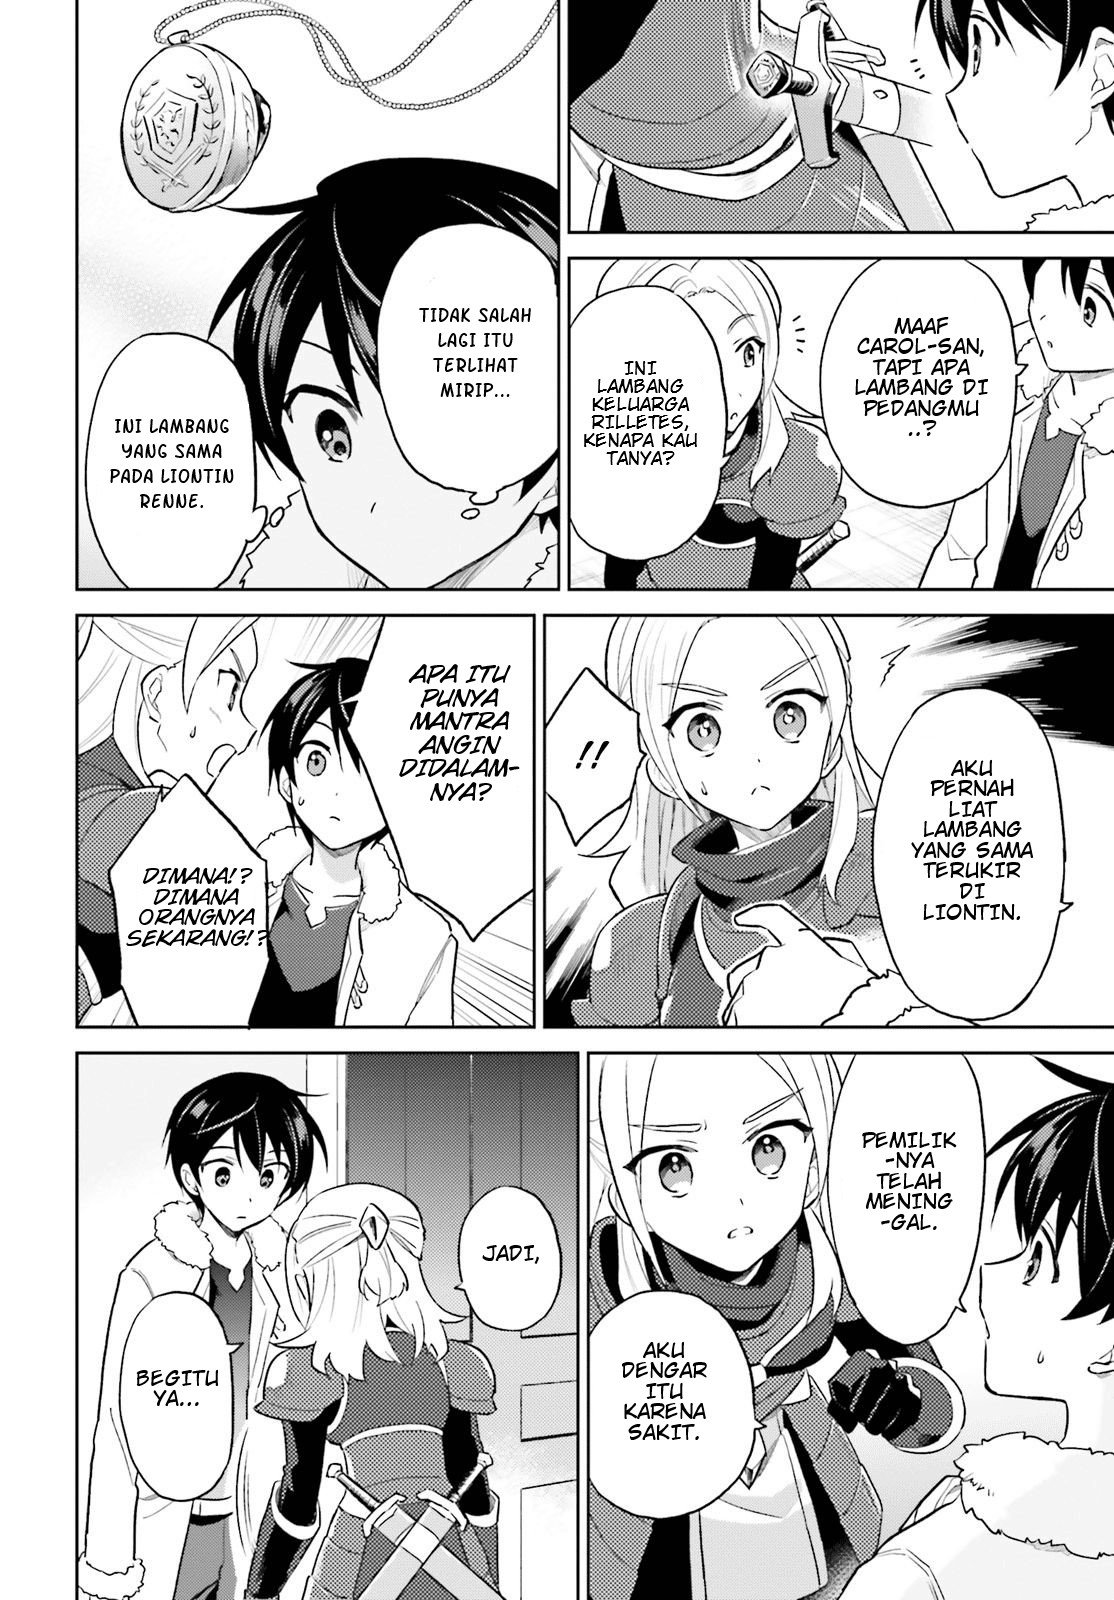 MAAF
CAROL-SAN,
TAPI APA
LAMBANG DI
PEDANGMU
..?
INI
LAMBANG
KELUARGA
RILLETES,
KENAPA KAU
TANYA?
TIDAK SALAH
LAGI ITU
TERLIHAT
MIRIP...
INI LAMBANG
YANG SAMA
PADA LIONTIN
RENNE.
AKU
PERNAH
LIAT
LAMBANG
YANG SAMA
TERUKIR
DI
LIONTIN.
!!
APA ITU
PUNYA
MANTRA
ANGIN
DIDALAM-
NYA?
DIMANA!?
DIMANA
ORANGNYA
SEKARANG!?
PEMILIK
-NYA
TELAH
MENING
-GAL.
AKU
DENGAR
ITU
KARENA
SAKIT.
JADI,
BEGITU
YA...